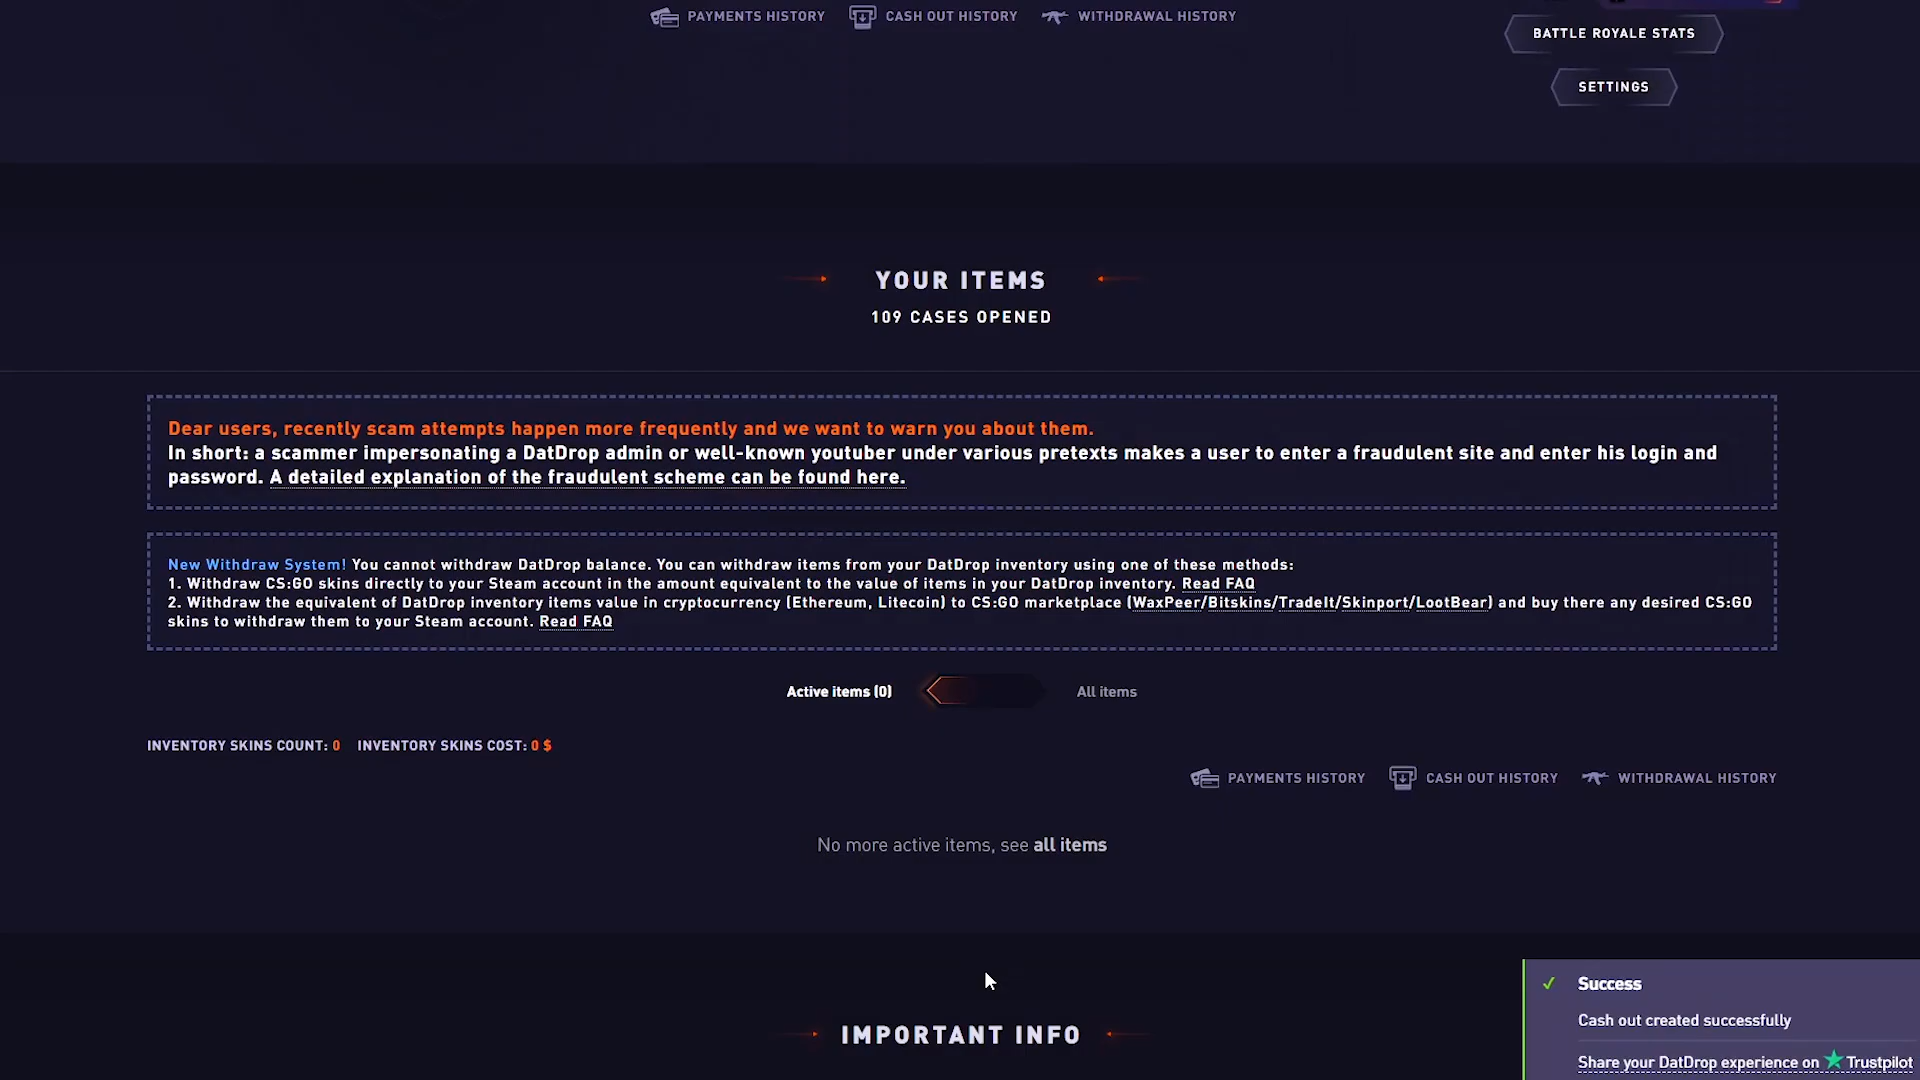 PAYMENTS HISTORY CASH OUT HISTORY WITHDRAWAL HISTORY
BATTLE ROYALE STATS
SETTINGS
YOUR ITEMS
109 CASES OPENED
Dear users, recently scam attempts happen more frequently and we want to warn you about them.
In short: a scammer impersonating a DatDrop admin or well-known youtuber under various pretexts makes a user to enter a fraudulent site and enter his login and
password. A detailed explanation of the fraudulent scheme can be found here.
New Withdraw System! You cannot withdraw DatDrop balance. You can withdraw items from your DatDrop inventory using one of these methods:
1. Withdraw CS:GO skins directly to your Steam account in the amount equivalent to the value of items in your DatDrop inventory. Read FAQ
2. Withdraw the equivalent of DatDrop inventory items value in cryptocurrency (Ethereum, Litecoin) to CS:GO marketplace (WaxPeer/Bitskins/TradeIt/Skinport/LootBear) and buy there any desired CS:GO
skins to withdraw them to your Steam account. Read FAQ
Active items (0) All items
INVENTORY SKINS COUNT: 0 INVENTORY SKINS COST: 0 $
PAYMENTS HISTORY CASH OUT HISTORY WITHDRAWAL HISTORY
No more active items, see all items
IMPORTANT INFO
Success
Cash out created successfully
Share your DatDrop experience on Trustpilot